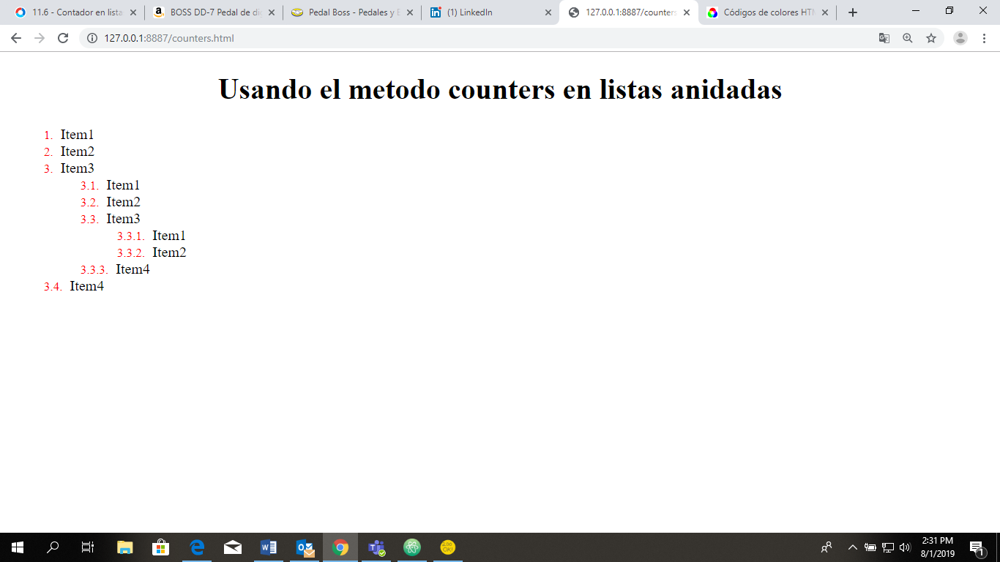 11.6 - Contador en lista
BOSS DD-7 Pedal de di
Pedal Boss - Pedales y E
(1) LinkedIn
127.0.0.1:8887/counters
Códigos de colores HTM
127.0.0.1:8887/counters.html
Usando el metodo counters en listas anidadas
1. Item1
2. Item2
3. Item3
3.1. Item1
3.2. Item2
3.3. Item3
3.3.1. Item1
3.3.2. Item2
3.3.3. Item4
3.4. Item4
2:31 PM
8/1/2019
1